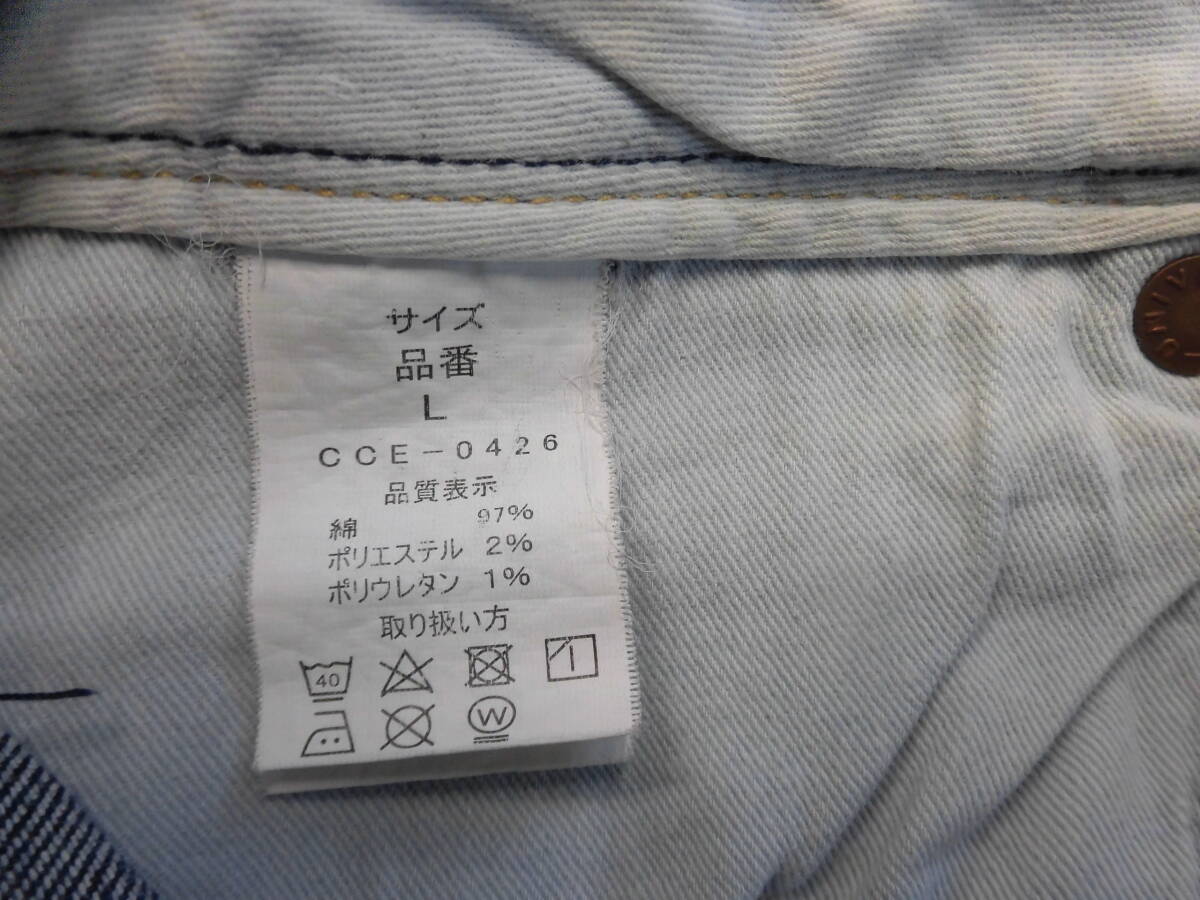 サイズ
品番
L
CCE-0426
品質表示
綿 97%
ポリエステル 2%
ポリウレタン 1%
取り扱い方
40
W